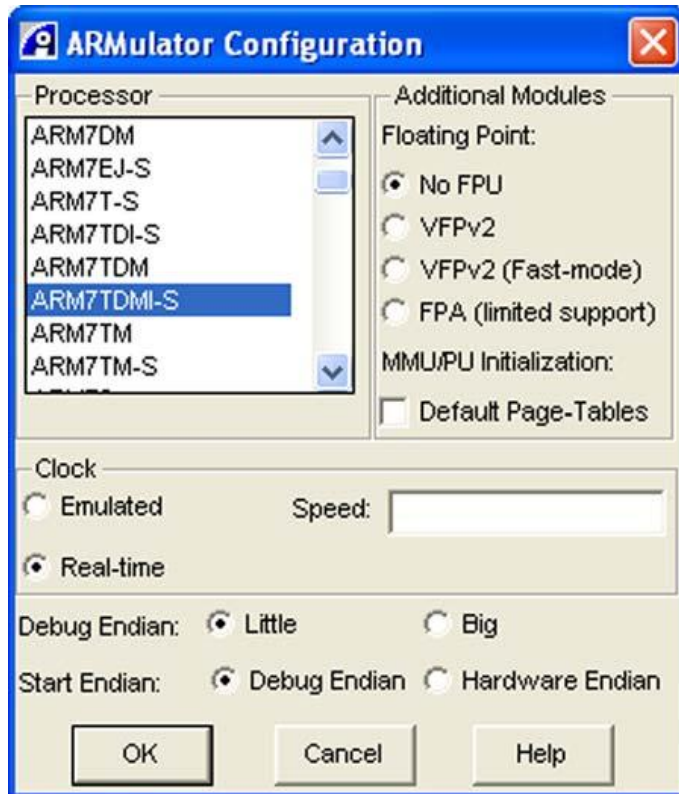 ARMulator Configuration
Processor
ARM7DM
ARM7EJ-S
ARM7T-S
ARM7TDI-S
ARM7TDM
ARM7TDMI-S
ARM7TM
ARM7TM-S
Additional Modules
Floating Point:
No FPU
VFPv2
VFPv2 (Fast-mode)
FPA (limited support)
MMU/PU Initialization:
Default Page-Tables
Clock
Emulated
Speed:
Real-time
Debug Endian: Little Big
Start Endian: Debug Endian Hardware Endian
OK Cancel Help